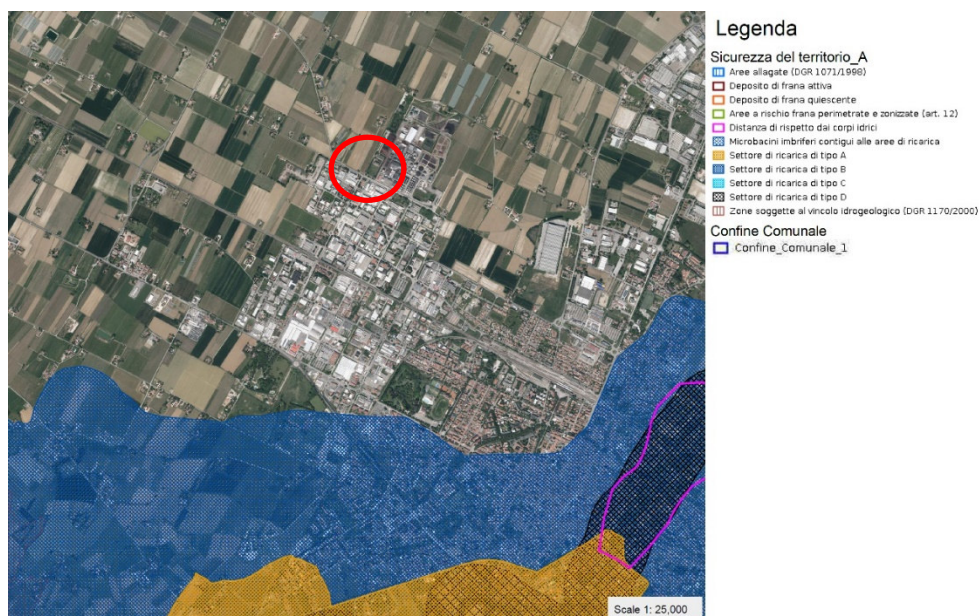 Legenda
Sicurezza del territorio_A
Aree allagate (DGR 1071/1998)
Deposito di frana attiva
Deposito di frana quiescente
Aree a rischio frana perimetrate e zonizzate (art. 12)
Distanza di rispetto dai corpi idrici
Microbacini imbriferi contigui alle aree di ricarica
Settore di ricarica di tipo A
Settore di ricarica di tipo B
Settore di ricarica di tipo C
Settore di ricarica di tipo D
Zone soggette al vincolo idrogeologico (DGR 1170/2000)
Confine Comunale
Confine_Comunale_1
Scale 1: 25,000